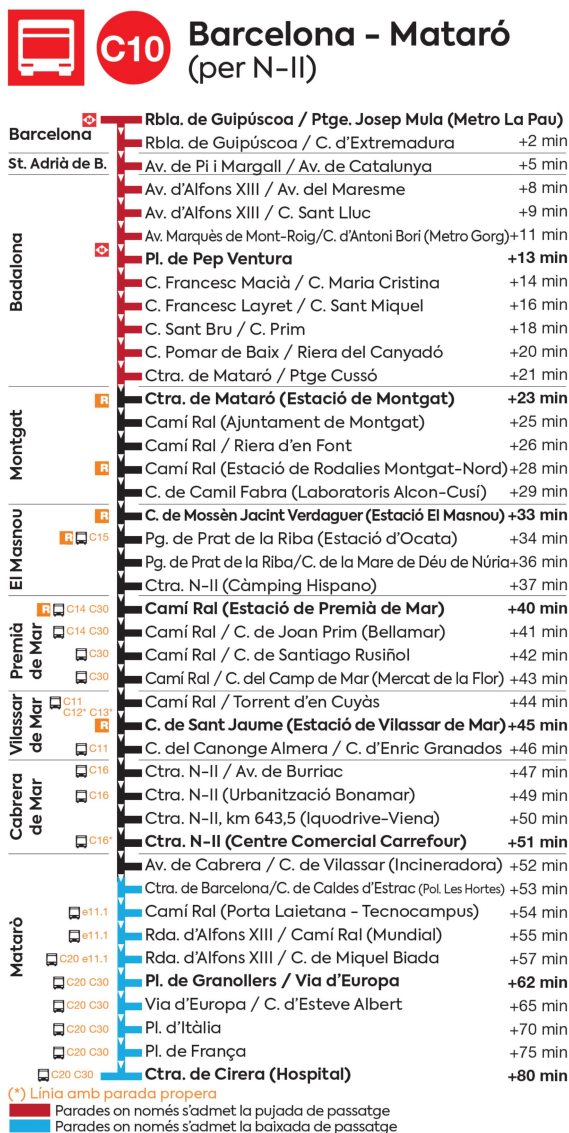 C10
Barcelona - Mataró
(per N-II)
Barcelona
Rbla. de Guipúscoa / Ptge. Josep Mula (Metro La Pau)
Rbla. de Guipúscoa / C. d'Extremadura +2 min
St. Adrià de B.
Av. de Pi i Margall / Av. de Catalunya +5 min
Badalona
Av. d'Alfons XIII / Av. del Maresme +8 min
Av. d'Alfons XIII / C. Sant Lluc +9 min
Av. Marquès de Mont-Roig/C. d'Antoni Bori (Metro Gorg) +11 min
Pl. de Pep Ventura +13 min
C. Francesc Macià / C. Maria Cristina +14 min
C. Francesc Layret / C. Sant Miquel +16 min
C. Sant Bru / C. Prim +18 min
C. Pomar de Baix / Riera del Canyadó +20 min
Ctra. de Mataró / Ptge Cussó +21 min
Montgat
R Ctra. de Mataró (Estació de Montgat) +23 min
Camí Ral (Ajuntament de Montgat) +25 min
Camí Ral / Riera d'en Font +26 min
R Camí Ral (Estació de Rodalies Montgat-Nord) +28 min
C. de Camil Fabra (Laboratoris Alcon-Cusí) +29 min
El Masnou
R C. de Mossèn Jacint Verdaguer (Estació El Masnou) +33 min
R C15 Pg. de Prat de la Riba (Estació d'Ocata) +34 min
Pg. de Prat de la Riba/C. de la Mare de Déu de Núria +36 min
Ctra. N-II (Càmping Hispano) +37 min
Premià de Mar
R C14 C30 Camí Ral (Estació de Premià de Mar) +40 min
C14 C30 Camí Ral / C. de Joan Prim (Bellamar) +41 min
C30 Camí Ral / C. de Santiago Rusiñol +42 min
C30 Camí Ral / C. del Camp de Mar (Mercat de la Flor) +43 min
Vilassar de Mar
C11 C12* C13* Camí Ral / Torrent d'en Cuyàs +44 min
R C. de Sant Jaume (Estació de Vilassar de Mar) +45 min
C11 C. del Canonge Almera / C. d'Enric Granados +46 min
Cabrera de Mar
C16 Ctra. N-II / Av. de Burriac +47 min
C16 Ctra. N-II (Urbanització Bonamar) +49 min
Ctra. N-II, km 643,5 (Iquodrive-Viena) +50 min
C16* Ctra. N-II (Centre Comercial Carrefour) +51 min
Mataró
Av. de Cabrera / C. de Vilassar (Incineradora) +52 min
Ctra. de Barcelona/C. de Caldes d'Estrac (Pol. Les Hortes) +53 min
e11.1 Camí Ral (Porta Laietana - Tecnocampus) +54 min
e11.1 Rda. d'Alfons XIII / Camí Ral (Mundial) +55 min
C20 e11.1 Rda. d'Alfons XIII / C. de Miquel Biada +57 min
C20 C30 Pl. de Granollers / Via d'Europa +62 min
C20 C30 Via d'Europa / C. d'Esteve Albert +65 min
C20 C30 Pl. d'Itàlia +70 min
C20 C30 Pl. de França +75 min
C20 C30 Ctra. de Cirera (Hospital) +80 min
(*) Línia amb parada propera
Parades on només s'admet la pujada de passatge
Parades on només s'admet la baixada de passatge